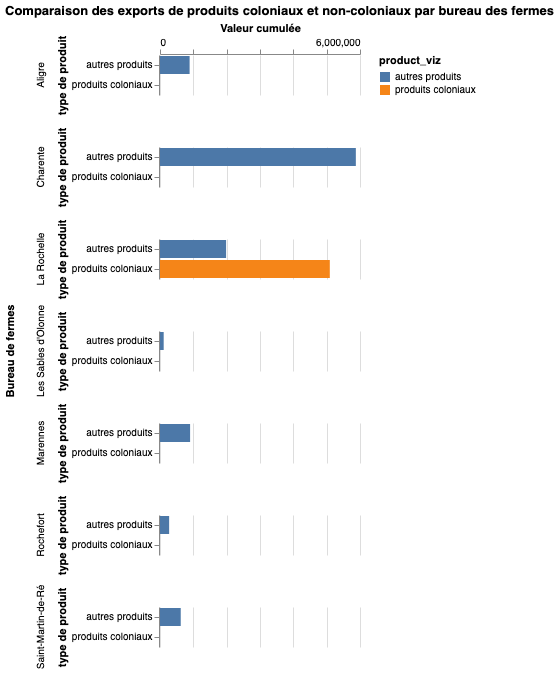 Comparaison des exports de produits coloniaux et non-coloniaux par bureau des fermes
Valeur cumulée
0
6,000,000
product_viz
autres produits
produits coloniaux
Bureau de fermes
Aligre
type de produit
autres produits
produits coloniaux
Charente
type de produit
autres produits
produits coloniaux
La Rochelle
type de produit
autres produits
produits coloniaux
Les Sables d'Olonne
type de produit
autres produits
produits coloniaux
Marennes
type de produit
autres produits
produits coloniaux
Rochefort
type de produit
autres produits
produits coloniaux
Saint-Martin-de-Ré
type de produit
autres produits
produits coloniaux